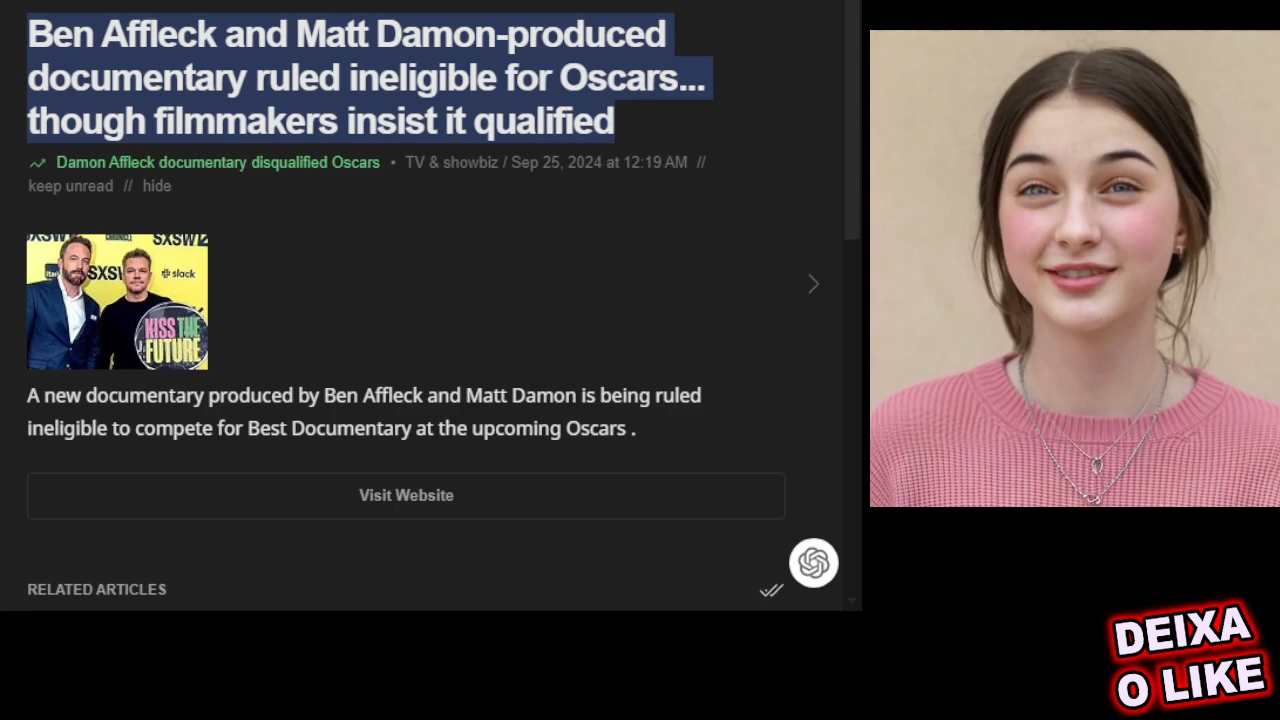 Ben Affleck and Matt Damon-produced
documentary ruled ineligible for Oscars...
though filmmakers insist it qualified
Damon Affleck documentary disqualified Oscars • TV & showbiz / Sep 25, 2024 at 12:19 AM //
keep unread // hide
SXSW
SXSW
SXSW
slack
KISS THE
FUTURE
A new documentary produced by Ben Affleck and Matt Damon is being ruled
ineligible to compete for Best Documentary at the upcoming Oscars .
Visit Website
RELATED ARTICLES
DEIXA
O LIKE